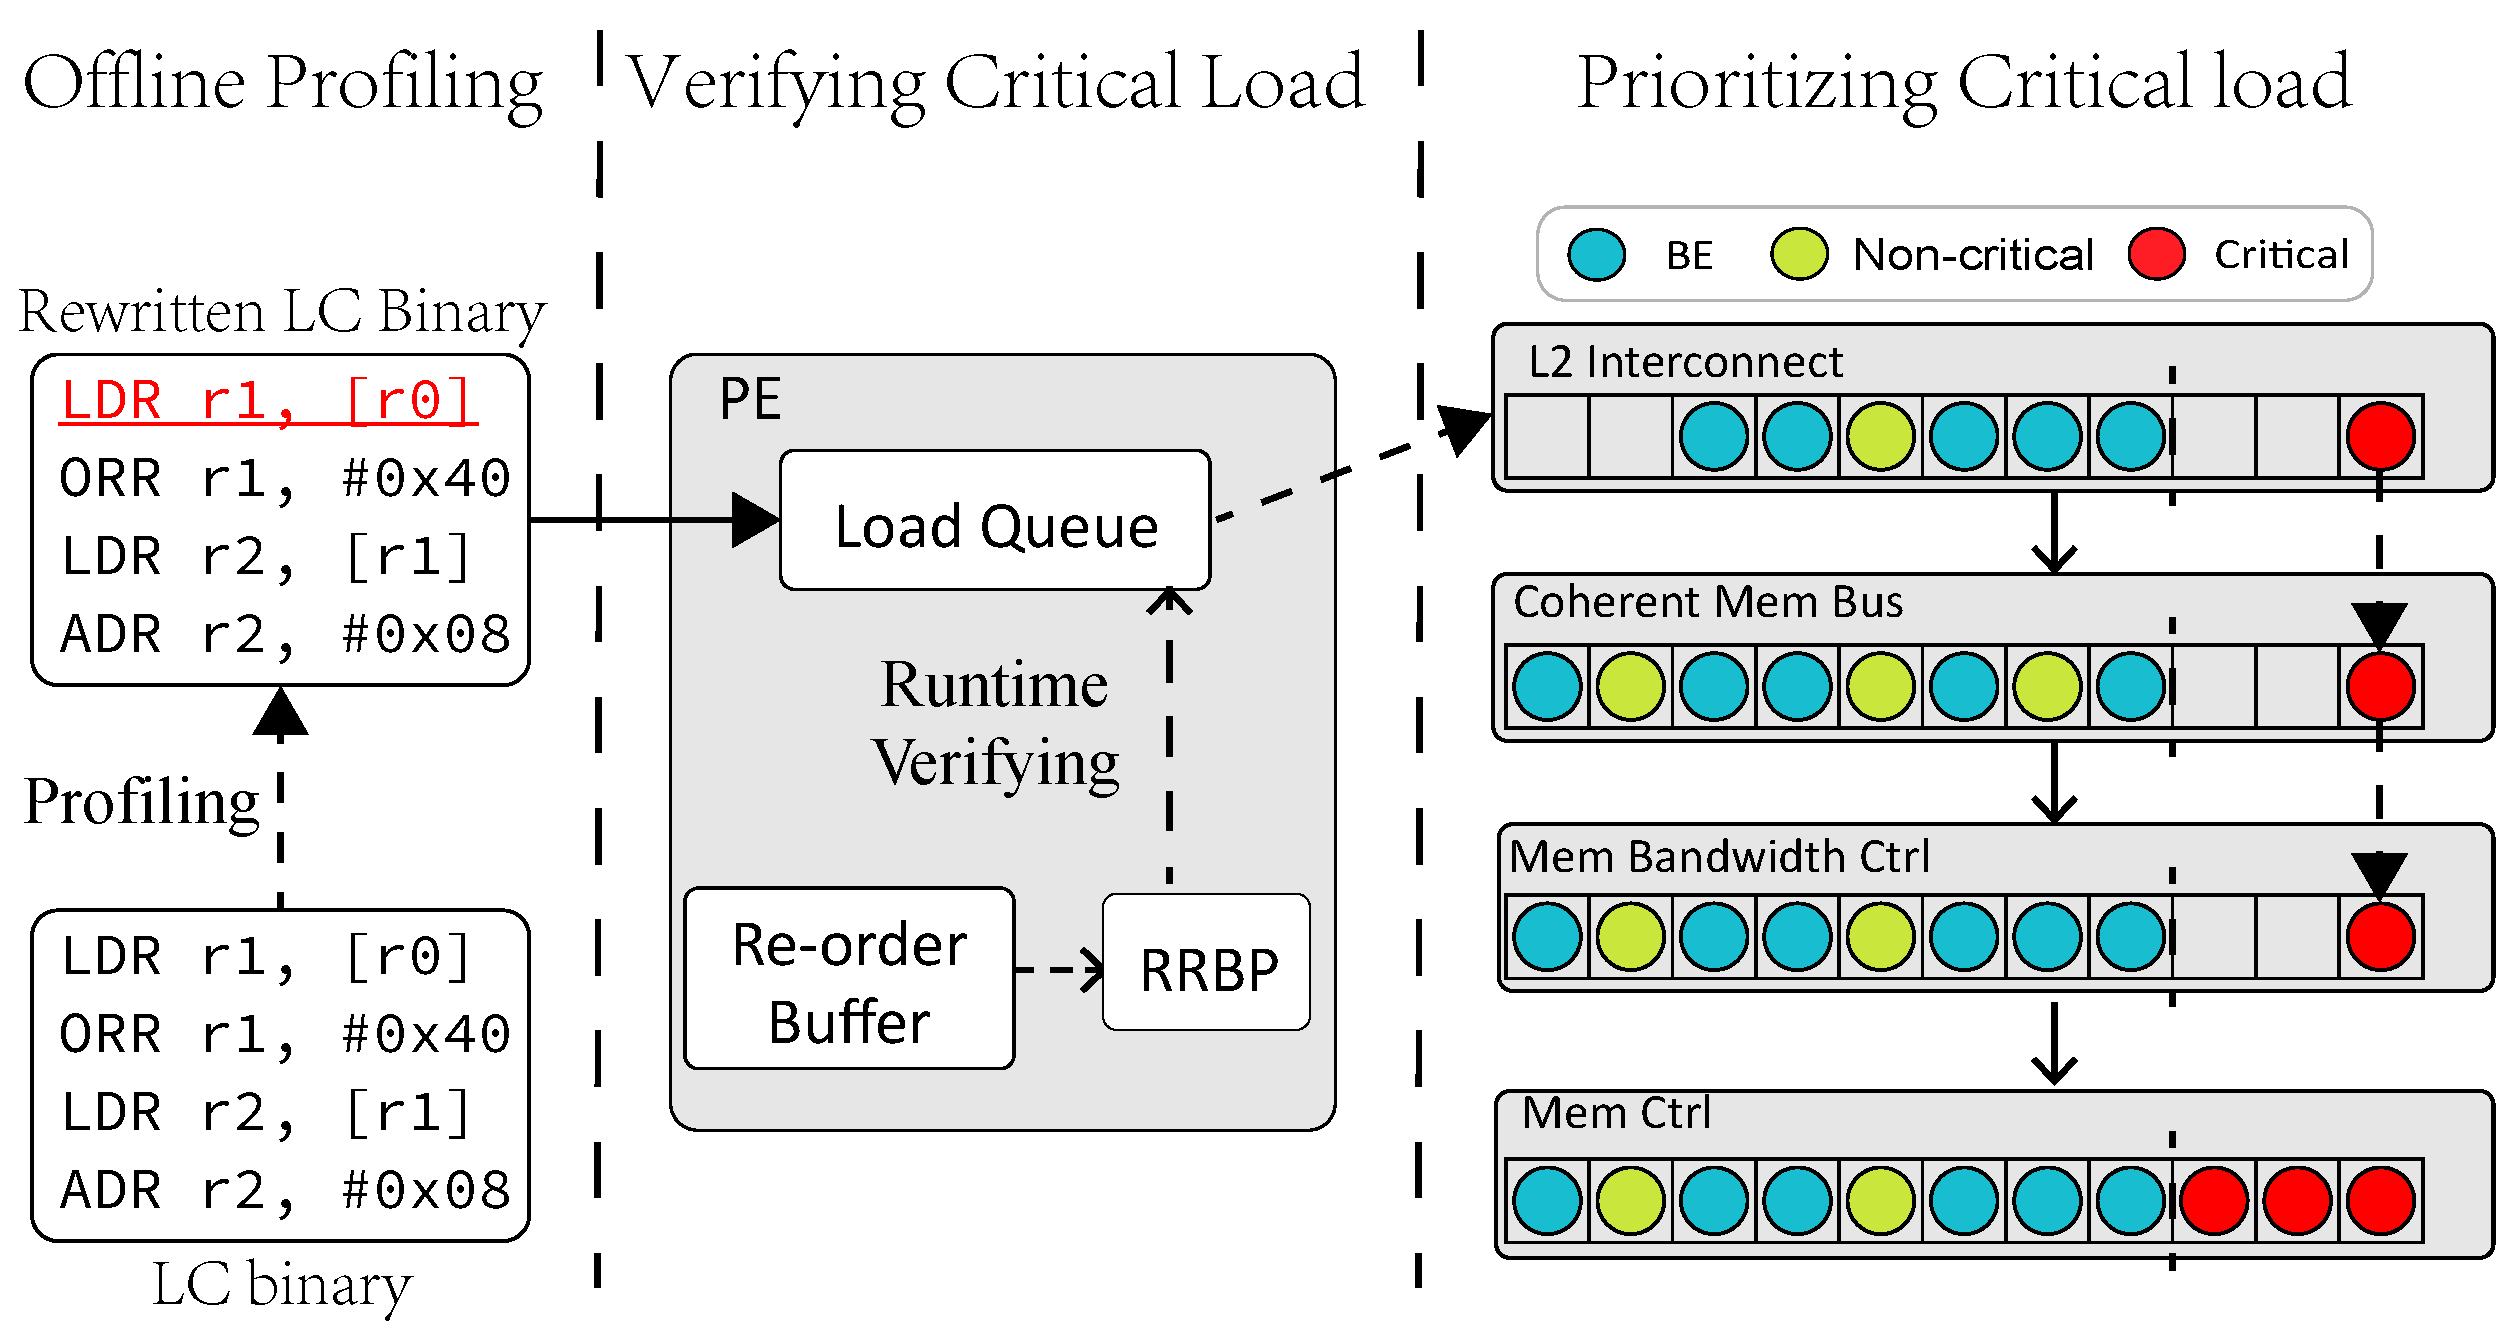 Offline Profiling
Verifying Critical Load
Prioritizing Critical load
BE
Non-critical
Critical
Rewritten LC Binary
LDR r1, [r0]
ORR r1, #0x40
LDR r2, [r1]
ADR r2, #0x08
Profiling
LDR r1, [r0]
ORR r1, #0x40
LDR r2, [r1]
ADR r2, #0x08
LC binary
PE
Load Queue
Runtime
Verifying
Re-order
Buffer
RRBP
L2 Interconnect
Coherent Mem Bus
Mem Bandwidth Ctrl
Mem Ctrl